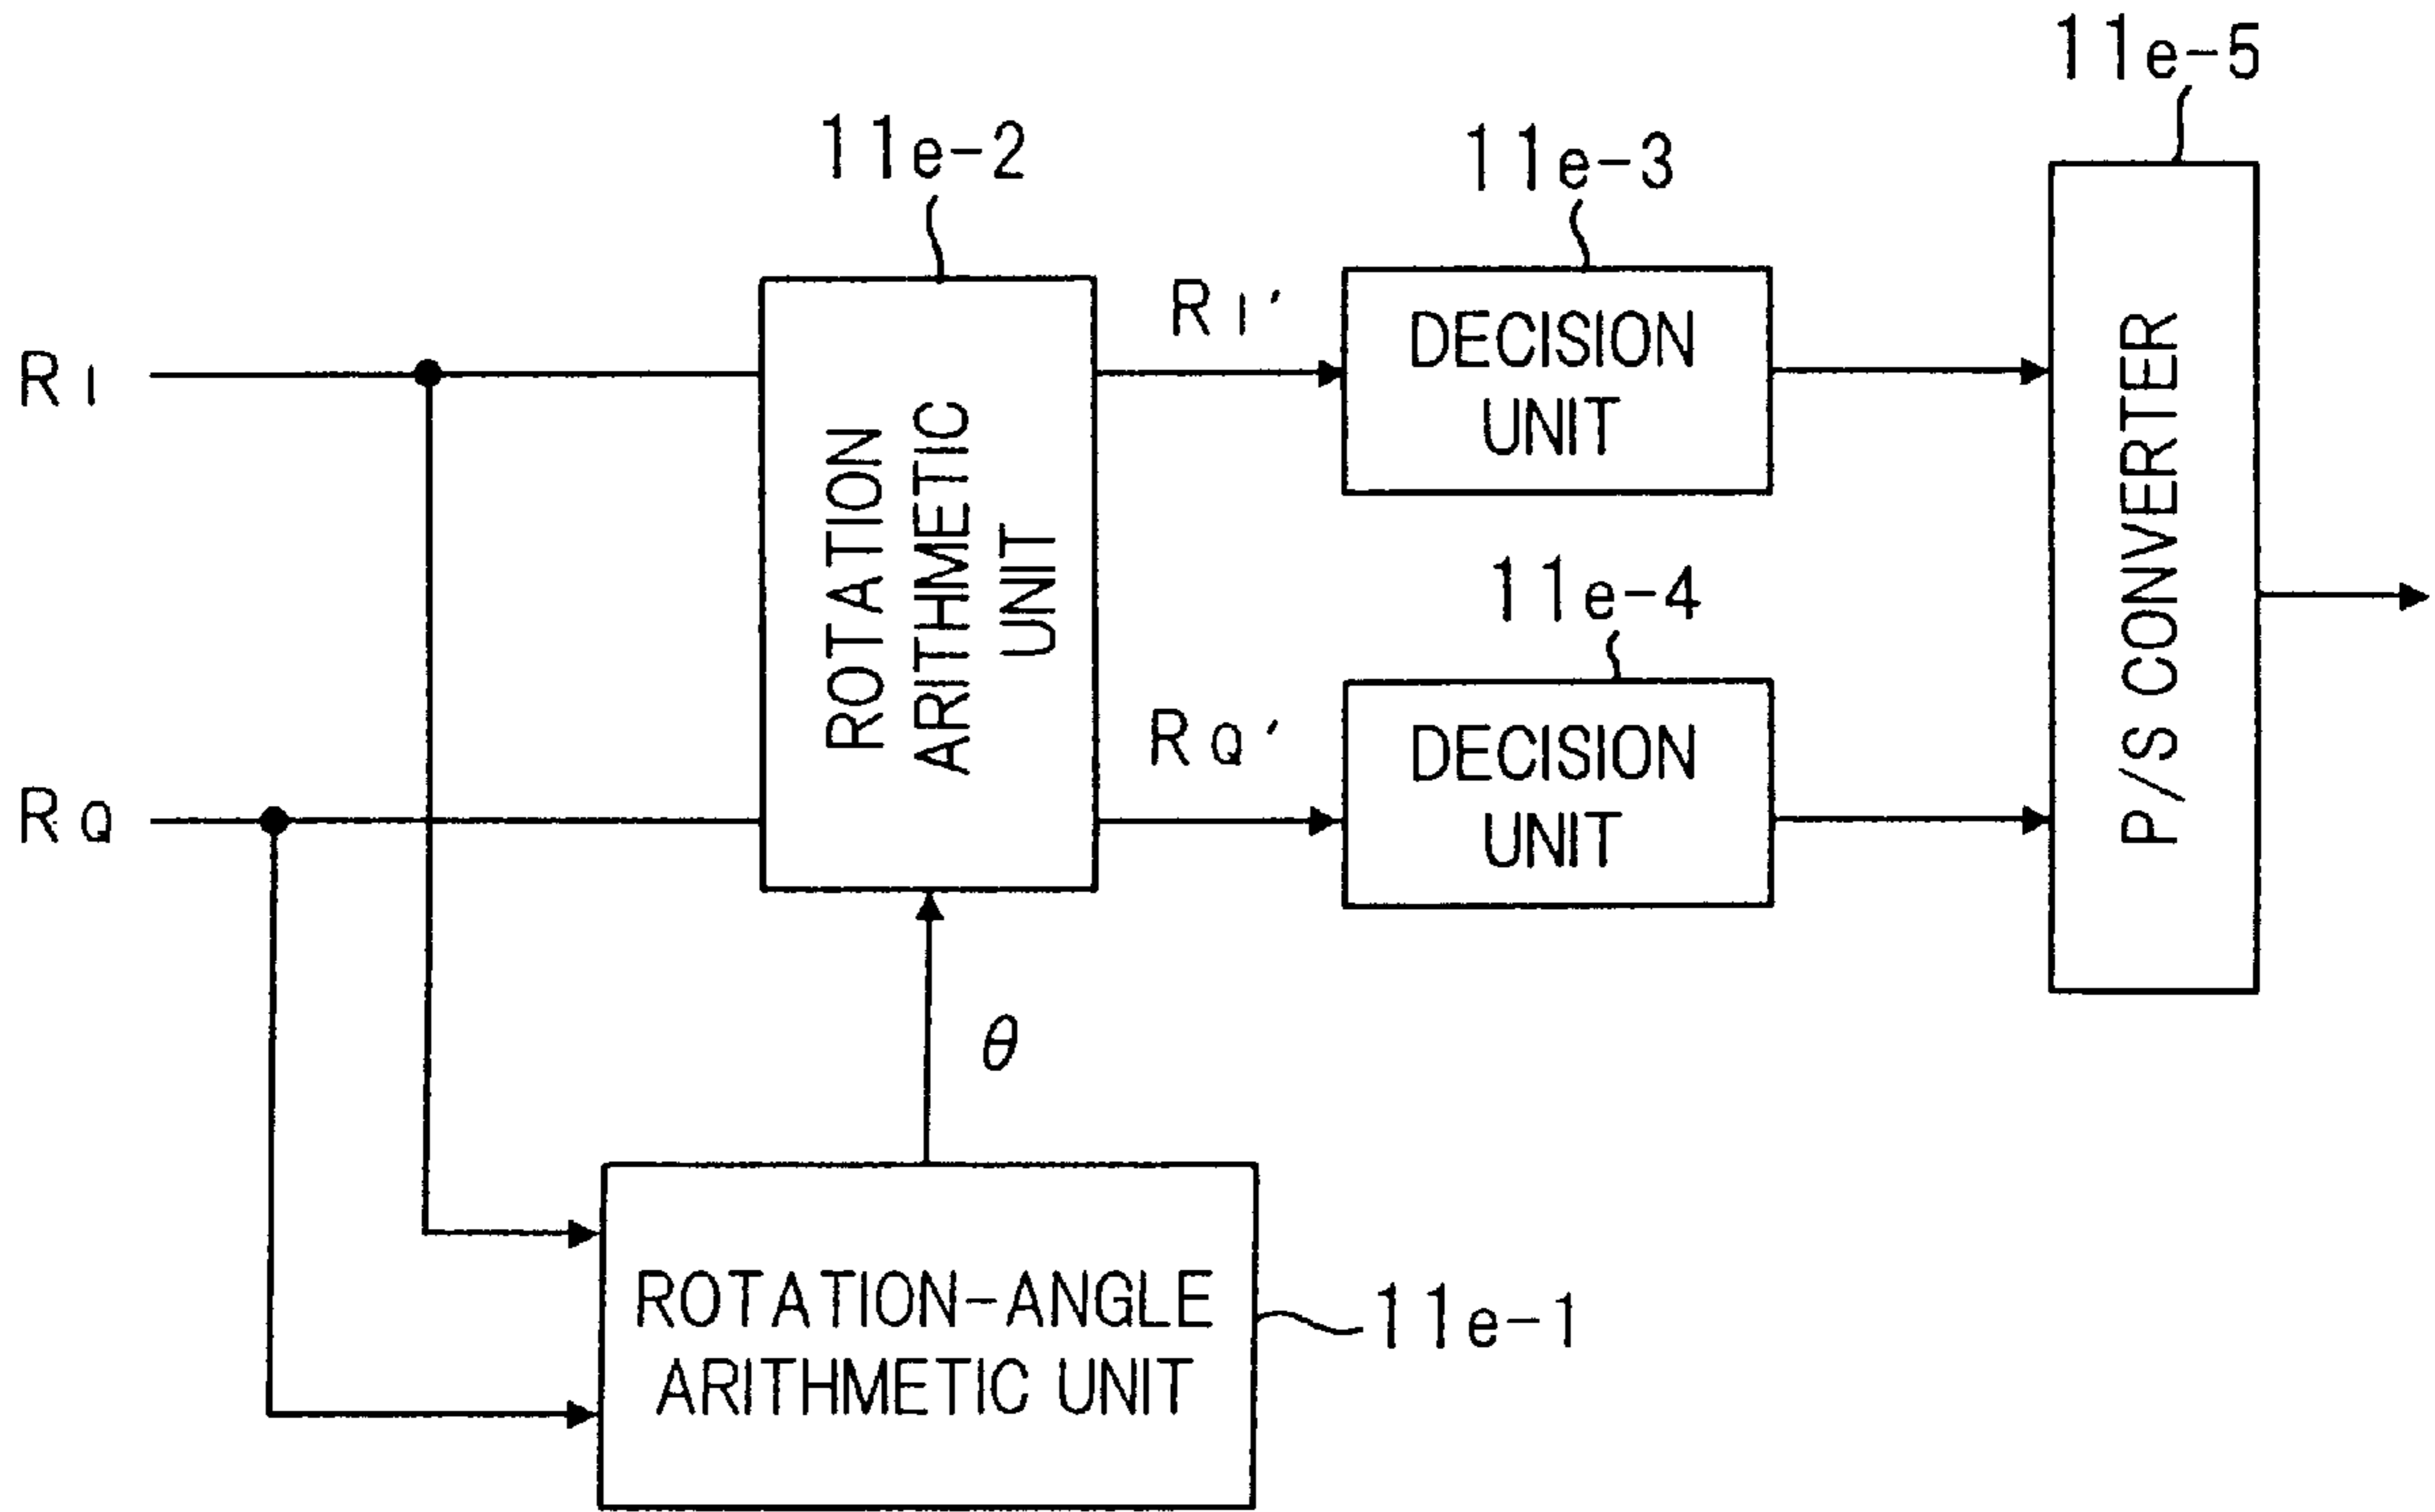 11e-5
11e-2
11e-3
RI
ROTATION
ARITHMETIC
UNIT
RI'
DECISION
UNIT
P/S CONVERTER
11e-4
RQ
RQ'
DECISION
UNIT
θ
ROTATION-ANGLE
ARITHMETIC UNIT
11e-1